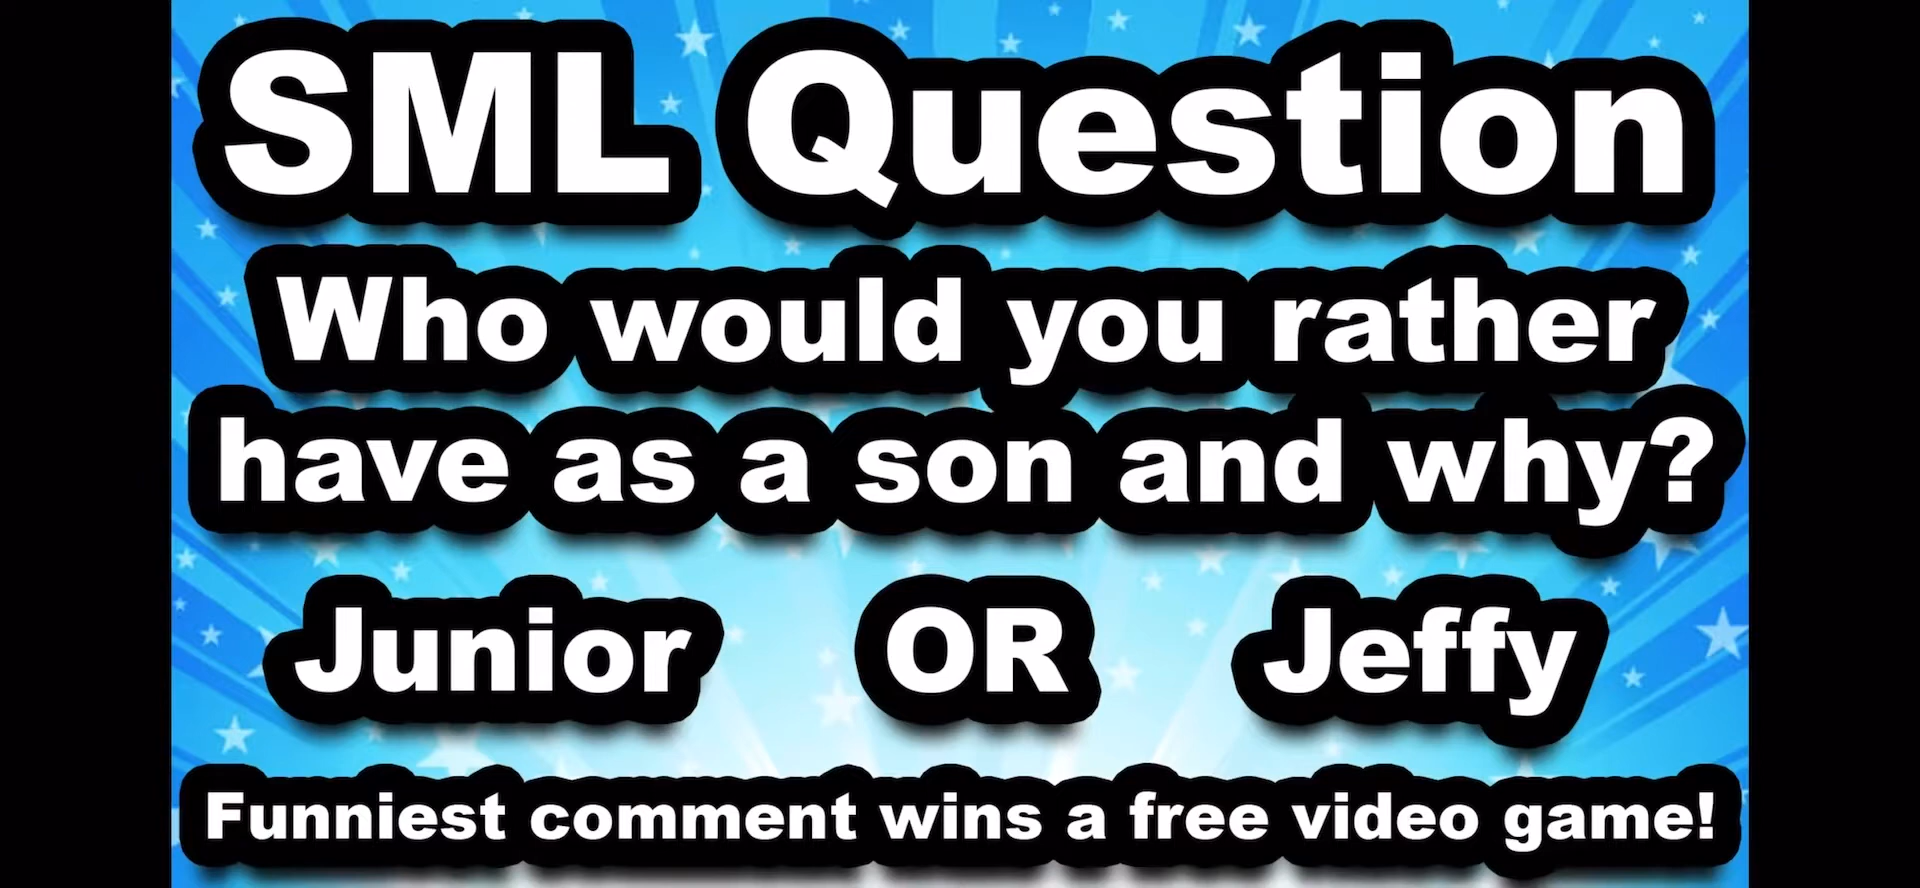 SML Question
Who would you rather
have as a son and why?
Junior OR Jeffy
Funniest comment wins a free video game!